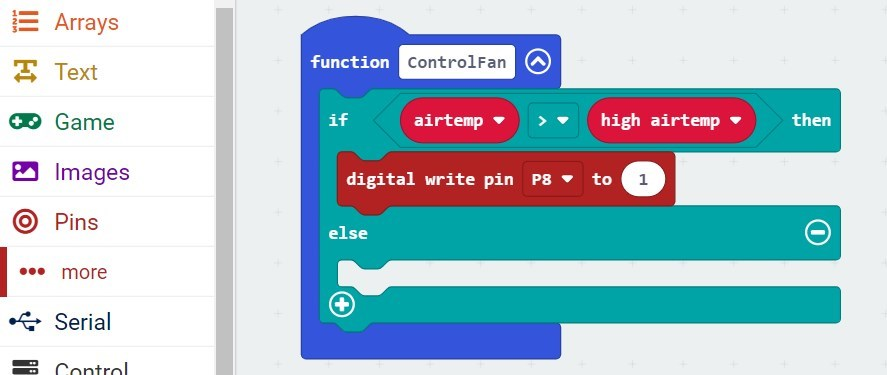 Arrays
Text
Game
Images
Pins
more
Serial
Control
function ControlFan
if airtemp > high airtemp then
digital write pin P8 to 1
else